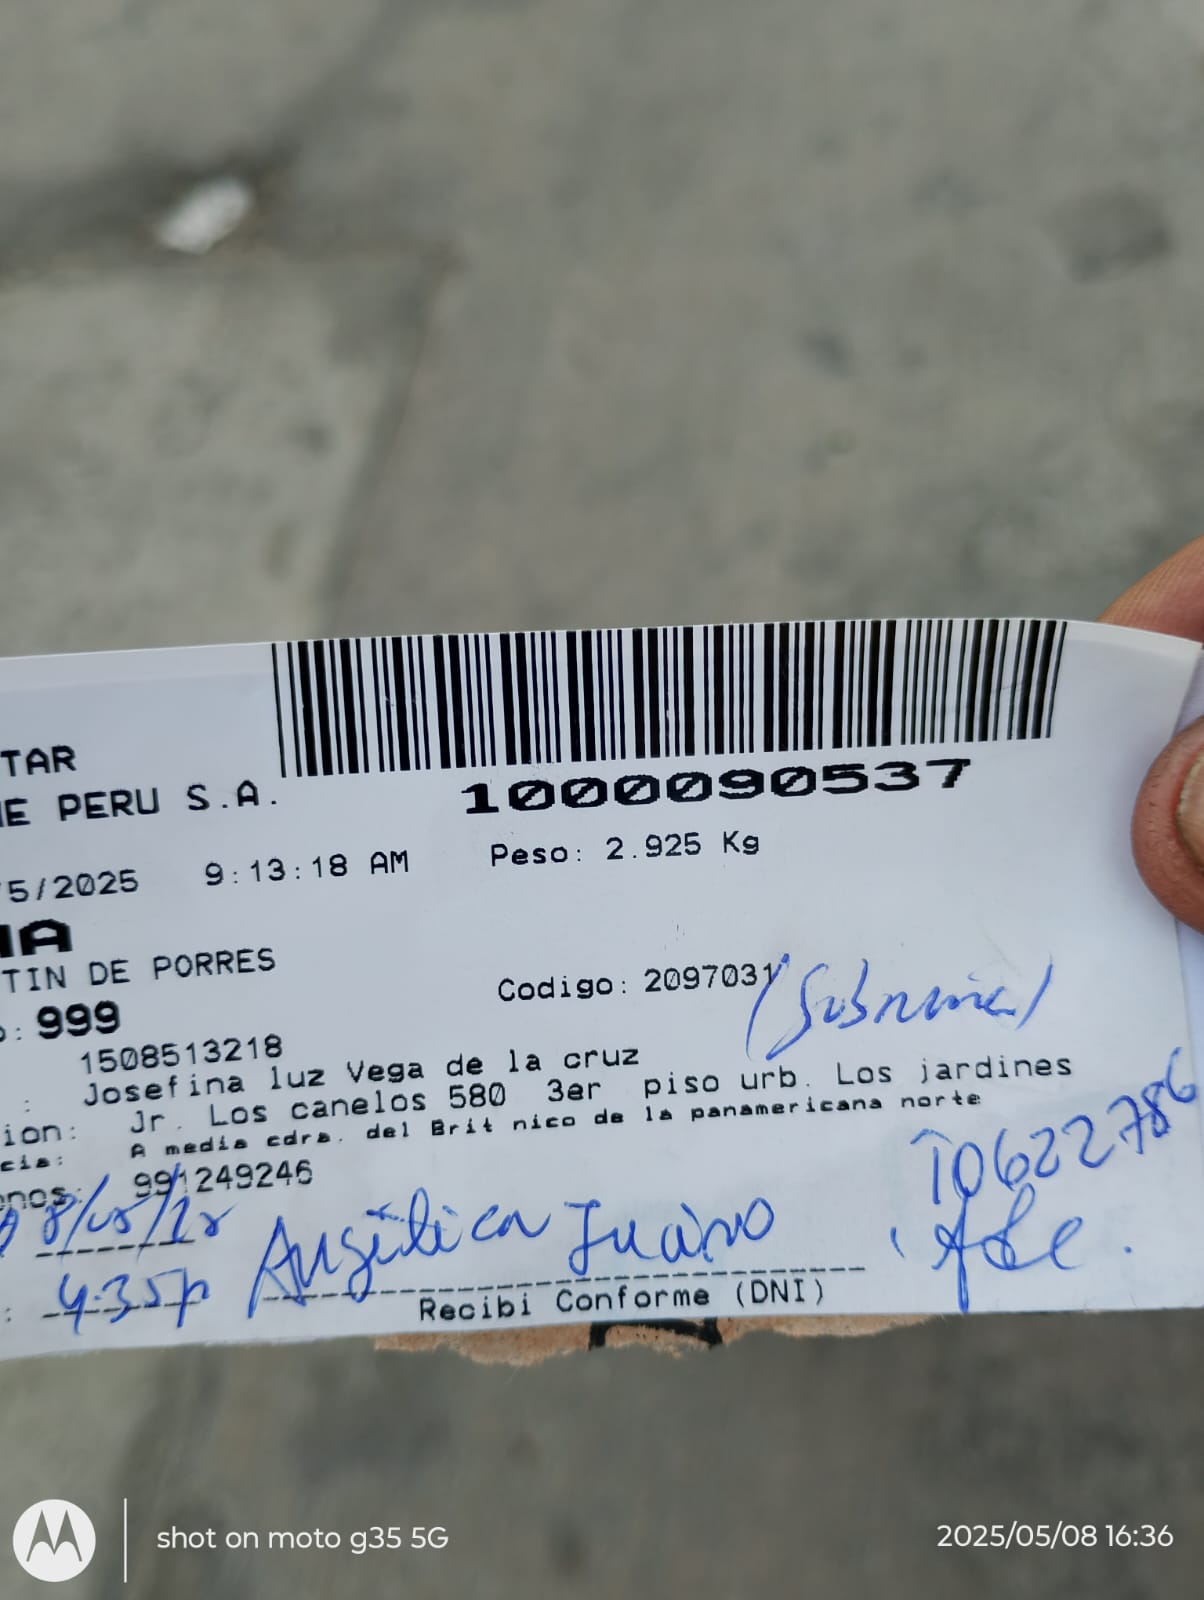 TAR
E PERU S.A.
1000090537
/5/2025 9:13:18 AM Peso: 2.925 Kg
NA
TIN DE PORRES
Codigo: 2097031 (Sobrina)
: 999
1508513218
: Josefina luz Vega de la cruz
ion: Jr. Los canelos 580 3er piso urb. Los jardines
cia: A media cdra. del Brit nico de la panamericana norte
onos: 991249246
10622786
8/05/25 Angélica
4:35p
Recibi Conforme (DNI)
shot on moto g35 5G
2025/05/08 16:36